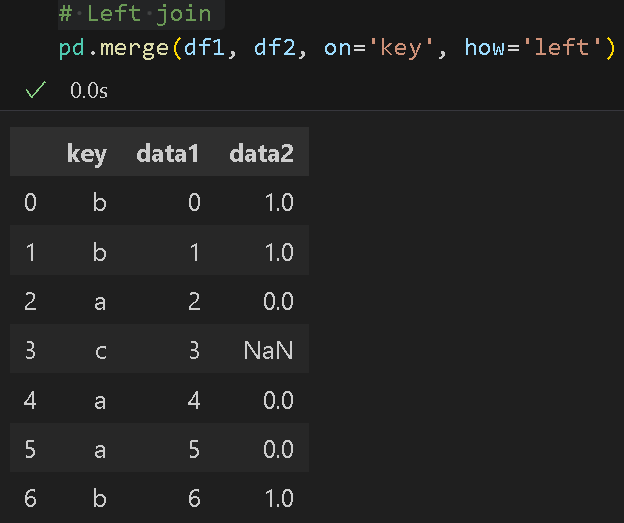 # Left join
pd.merge(df1, df2, on='key', how='left')
✓ 0.0s
key data1 data2
0 b 0 1.0
1 b 1 1.0
2 a 2 0.0
3 c 3 NaN
4 a 4 0.0
5 a 5 0.0
6 b 6 1.0